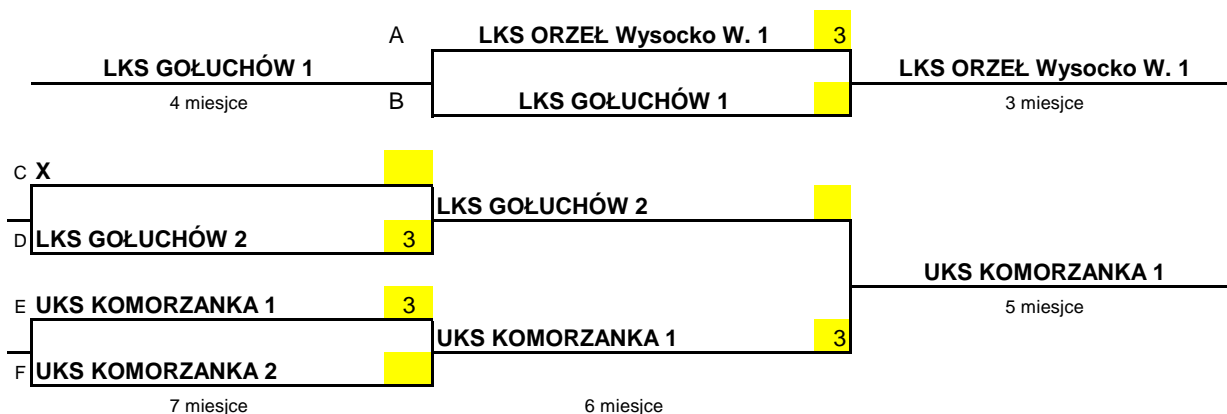 A LKS ORZEŁ Wysocko W. 1 3
LKS GOŁUCHÓW 1 LKS ORZEŁ Wysocko W. 1
4 miesjce B LKS GOŁUCHÓW 1 3 miesjce
C X
LKS GOŁUCHÓW 2
D LKS GOŁUCHÓW 2 3
UKS KOMORZANKA 1
E UKS KOMORZANKA 1 3 5 miesjce
UKS KOMORZANKA 1 3
F UKS KOMORZANKA 2
7 miesjce 6 miesjce